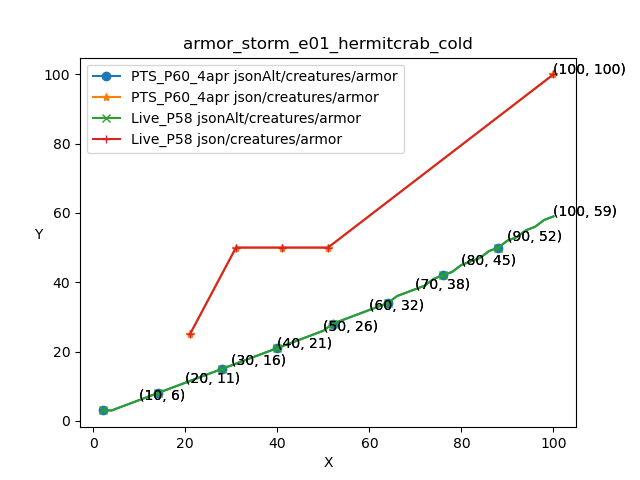 armor_storm_e01_hermitcrab_cold
PTS_P60_4apr jsonAlt/creatures/armor
PTS_P60_4apr json/creatures/armor
Live_P58 jsonAlt/creatures/armor
Live_P58 json/creatures/armor
(100, 100)
(100, 59)
(90, 52)
(80, 45)
(70, 38)
(60, 32)
(50, 26)
(40, 21)
(30, 16)
(20, 11)
(10, 6)
Y
100
80
60
40
20
0
0 20 40 60 80 100
X